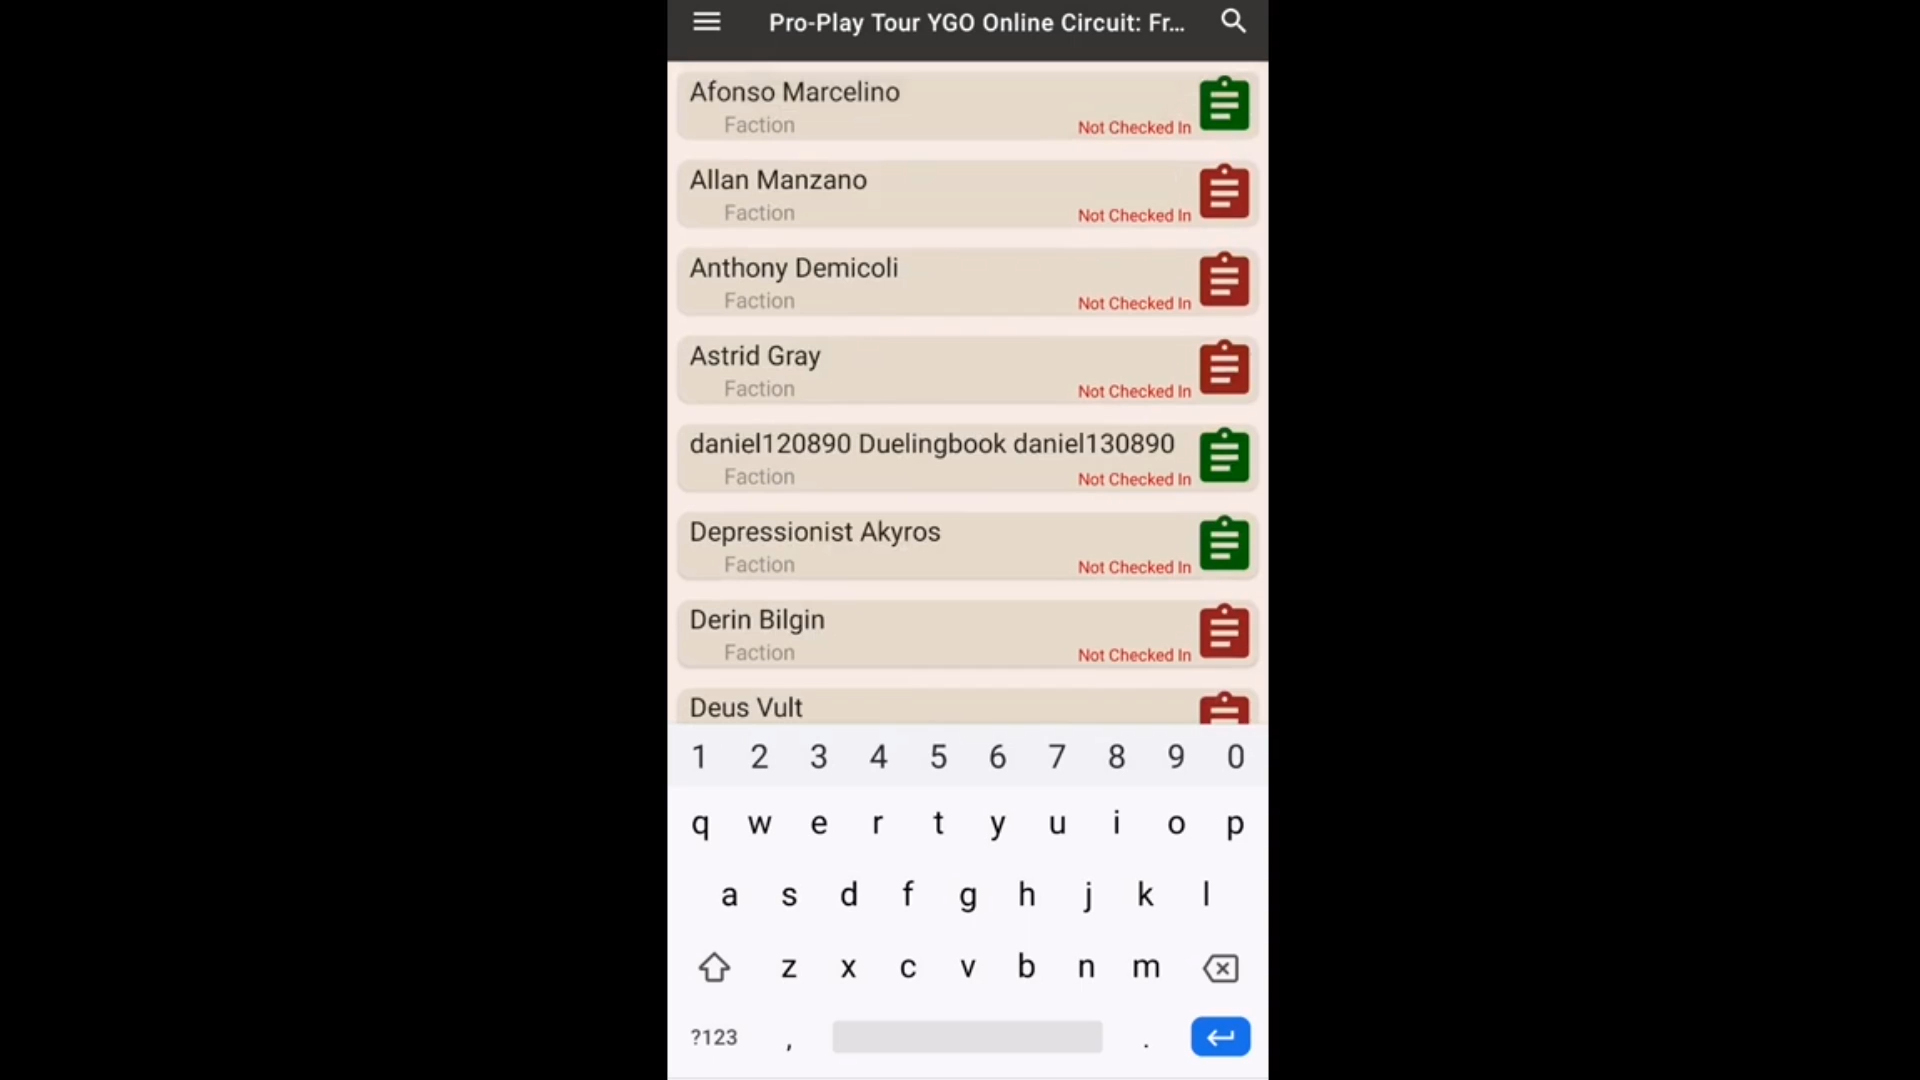 Pro-Play Tour YGO Online Circuit: Fr...
Afonso Marcelino
Faction
Not Checked In
Allan Manzano
Faction
Not Checked In
Anthony Demicoli
Faction
Not Checked In
Astrid Gray
Faction
Not Checked In
daniel120890 Duelingbook daniel130890
Faction
Not Checked In
Depressionist Akyros
Faction
Not Checked In
Derin Bilgin
Faction
Not Checked In
Deus Vult
1 2 3 4 5 6 7 8 9 0
q w e r t y u i o p
a s d f g h j k l
z x c v b n m
?123 , .